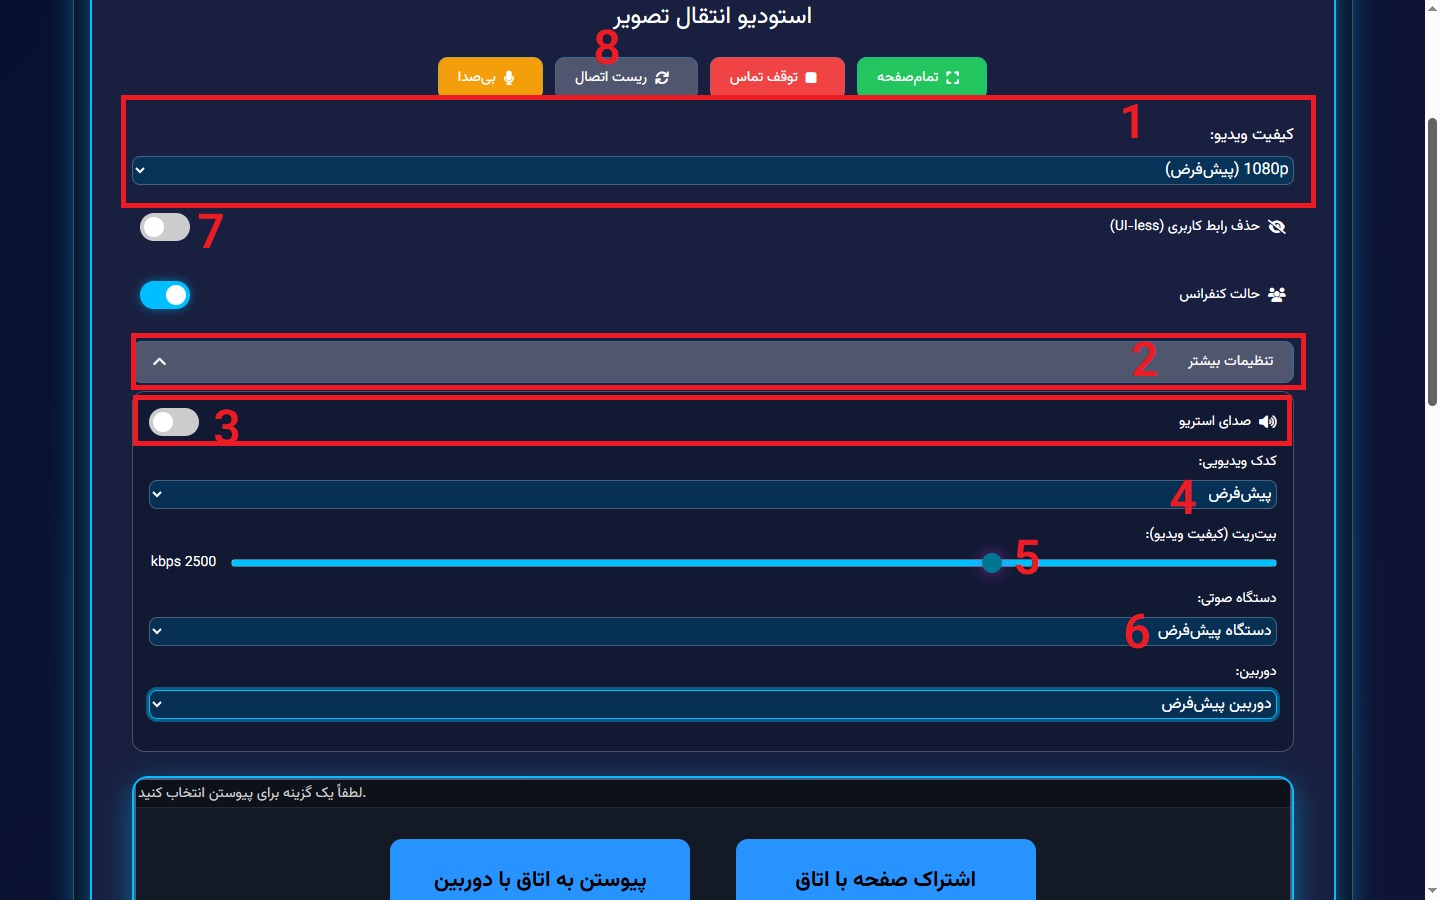 استودیو انتقال تصویر
8
تمام‌صفحه
توقف تماس
ریست اتصال
بی‌صدا
1
کیفیت ویدیو:
1080p (پیش‌فرض)
حذف رابط کاربری (UI-less)
7
حالت کنفرانس
تنظیمات بیشتر
2
صدای استریو
3
کدک ویدیویی:
پیش‌فرض
4
بیت‌ریت (کیفیت ویدیو):
5
2500 kbps
دستگاه صوتی:
دستگاه پیش‌فرض
6
دوربین:
دوربین پیش‌فرض
لطفاً یک گزینه برای پیوستن انتخاب کنید.
اشتراک صفحه با اتاق
پیوستن به اتاق با دوربین